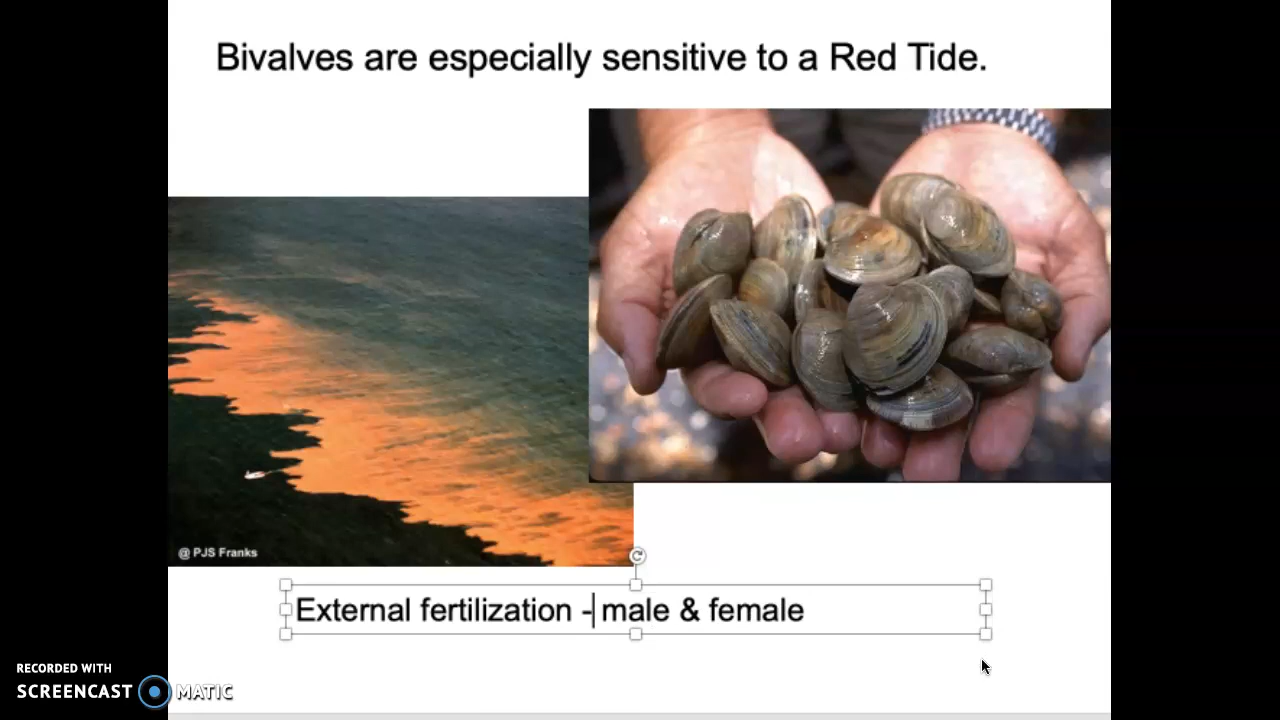 Bivalves are especially sensitive to a Red Tide.
@ PJS Franks
External fertilization - male & female
RECORDED WITH
SCREENCAST MATIC